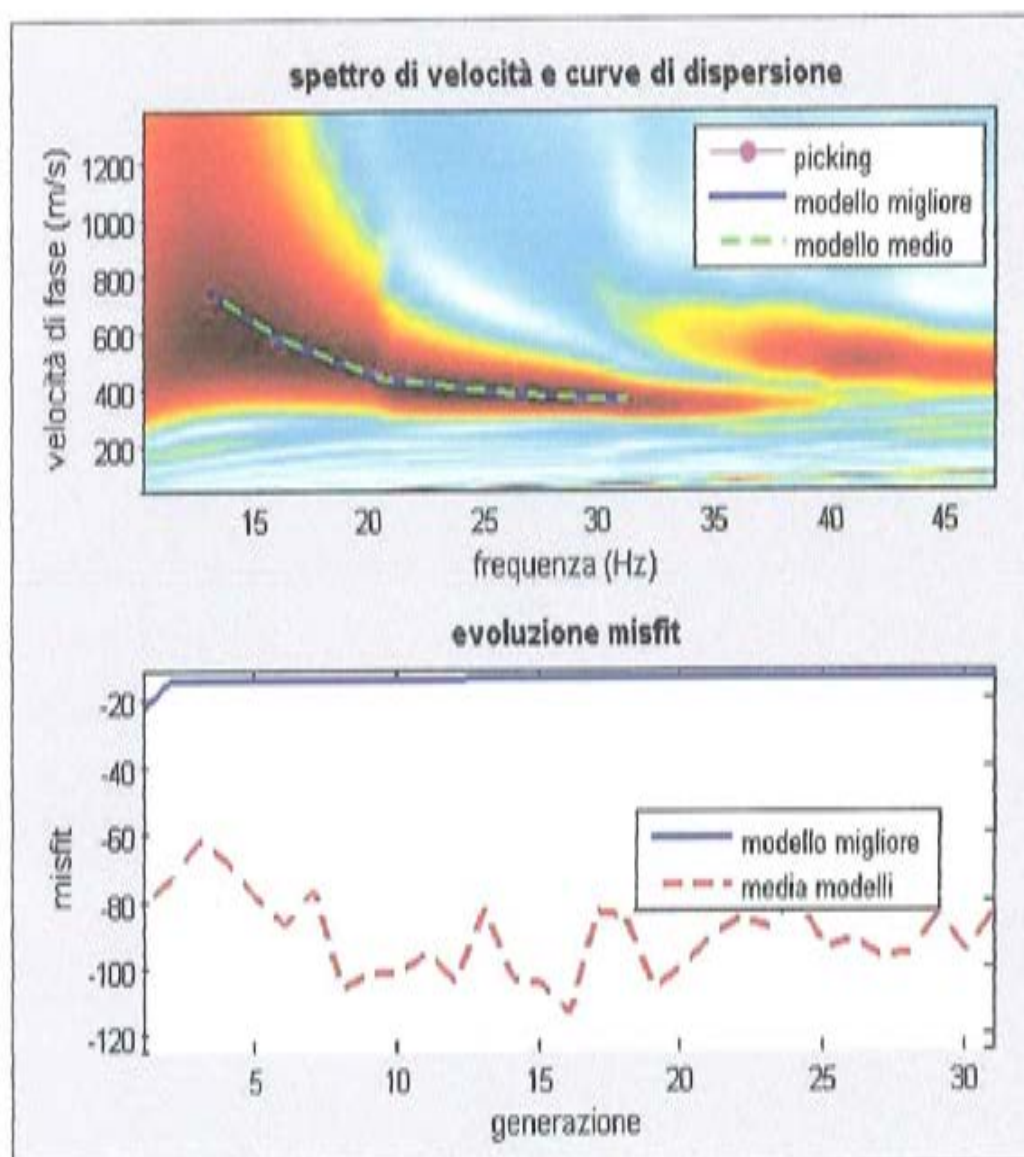 spettro di velocità e curve di dispersione
velocità di fase (m/s)
1200
1000
800
600
400
200
picking
modello migliore
modello medio
15 20 25 30 35 40 45
frequenza (Hz)
evoluzione misfit
misfit
-20
-40
-60
-80
-100
-120
modello migliore
media modelli
5 10 15 20 25 30
generazione